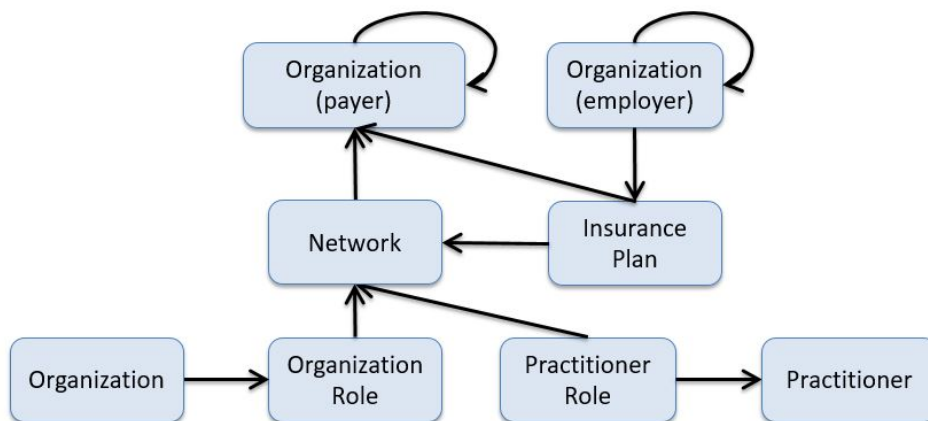 Organization
(payer)
Organization
(employer)
Network
Insurance
Plan
Organization
Organization
Role
Practitioner
Role
Practitioner